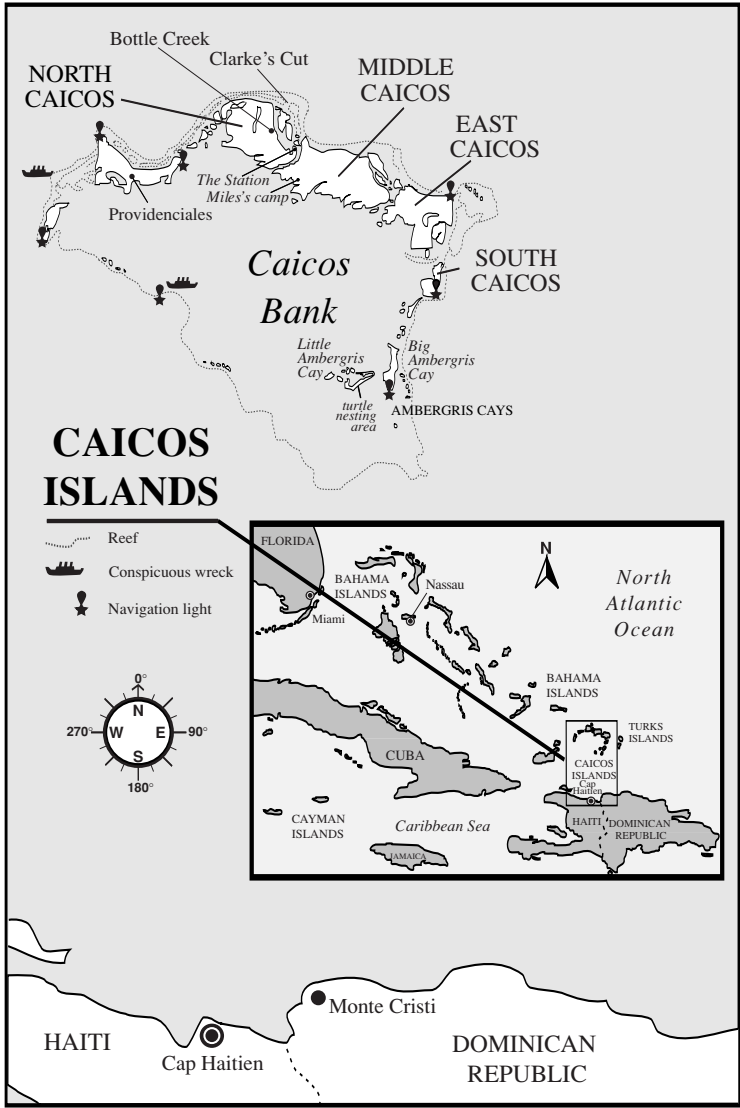 Bottle Creek
Clarke's Cut
NORTH
CAICOS
MIDDLE
CAICOS
EAST
CAICOS
The Station
Miles's camp
Providenciales
SOUTH
CAICOS
Caicos
Bank
Little
Ambergris
Cay
Big
Ambergris
Cay
turtle
nesting
area
AMBERGRIS CAYS
CAICOS
ISLANDS
Reef
Conspicuous wreck
Navigation light
0°
N
270°
W
E
90°
S
180°
FLORIDA
BAHAMA
ISLANDS
Nassau
Miami
N
North
Atlantic
Ocean
BAHAMA
ISLANDS
TURKS
ISLANDS
CAICOS
ISLANDS
Cap
Haitien
CUBA
CAYMAN
ISLANDS
Caribbean Sea
JAMAICA
HAITI
DOMINICAN
REPUBLIC
Monte Cristi
HAITI
Cap Haitien
DOMINICAN
REPUBLIC